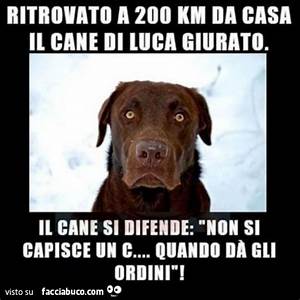 RITROVATO A 200 KM DA CASA
IL CANE DI LUCA GIURATO.
IL CANE SI DIFENDE: "NON SI
CAPISCE UN C.... QUANDO DÀ GLI
ORDINI"!
visto su facciabuco.com